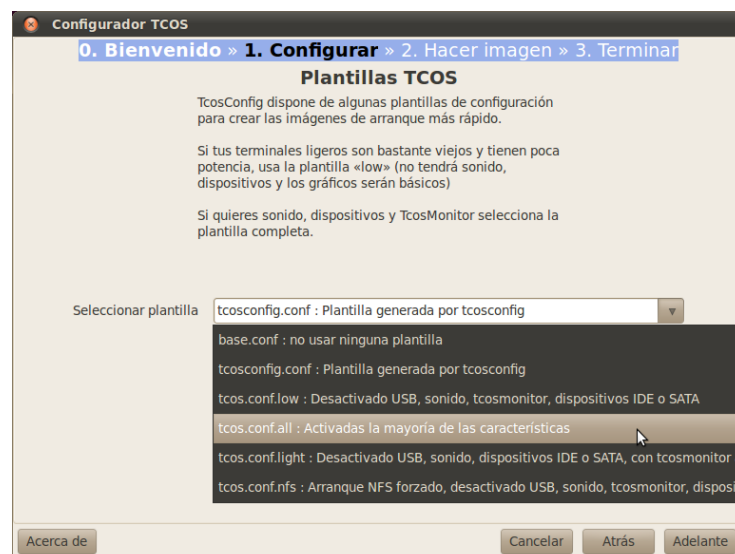 Configurador TCOS
0. Bienvenido » 1. Configurar » 2. Hacer imagen » 3. Terminar
Plantillas TCOS
TcosConfig dispone de algunas plantillas de configuración
para crear las imágenes de arranque más rápido.
Si tus terminales ligeros son bastante viejos y tienen poca
potencia, usa la plantilla «low» (no tendrá sonido,
dispositivos y los gráficos serán básicos)
Si quieres sonido, dispositivos y TcosMonitor selecciona la
plantilla completa.
Seleccionar plantilla tcosconfig.conf : Plantilla generada por tcosconfig
base.conf : no usar ninguna plantilla
tcosconfig.conf : Plantilla generada por tcosconfig
tcos.conf.low : Desactivado USB, sonido, tcosmonitor, dispositivos IDE o SATA
tcos.conf.all : Activadas la mayoría de las características
tcos.conf.light : Desactivado USB, sonido, dispositivos IDE o SATA, con tcosmonitor
tcos.conf.nfs : Arranque NFS forzado, desactivado USB, sonido, tcosmonitor, disposi
Acerca de Cancelar Atrás Adelante